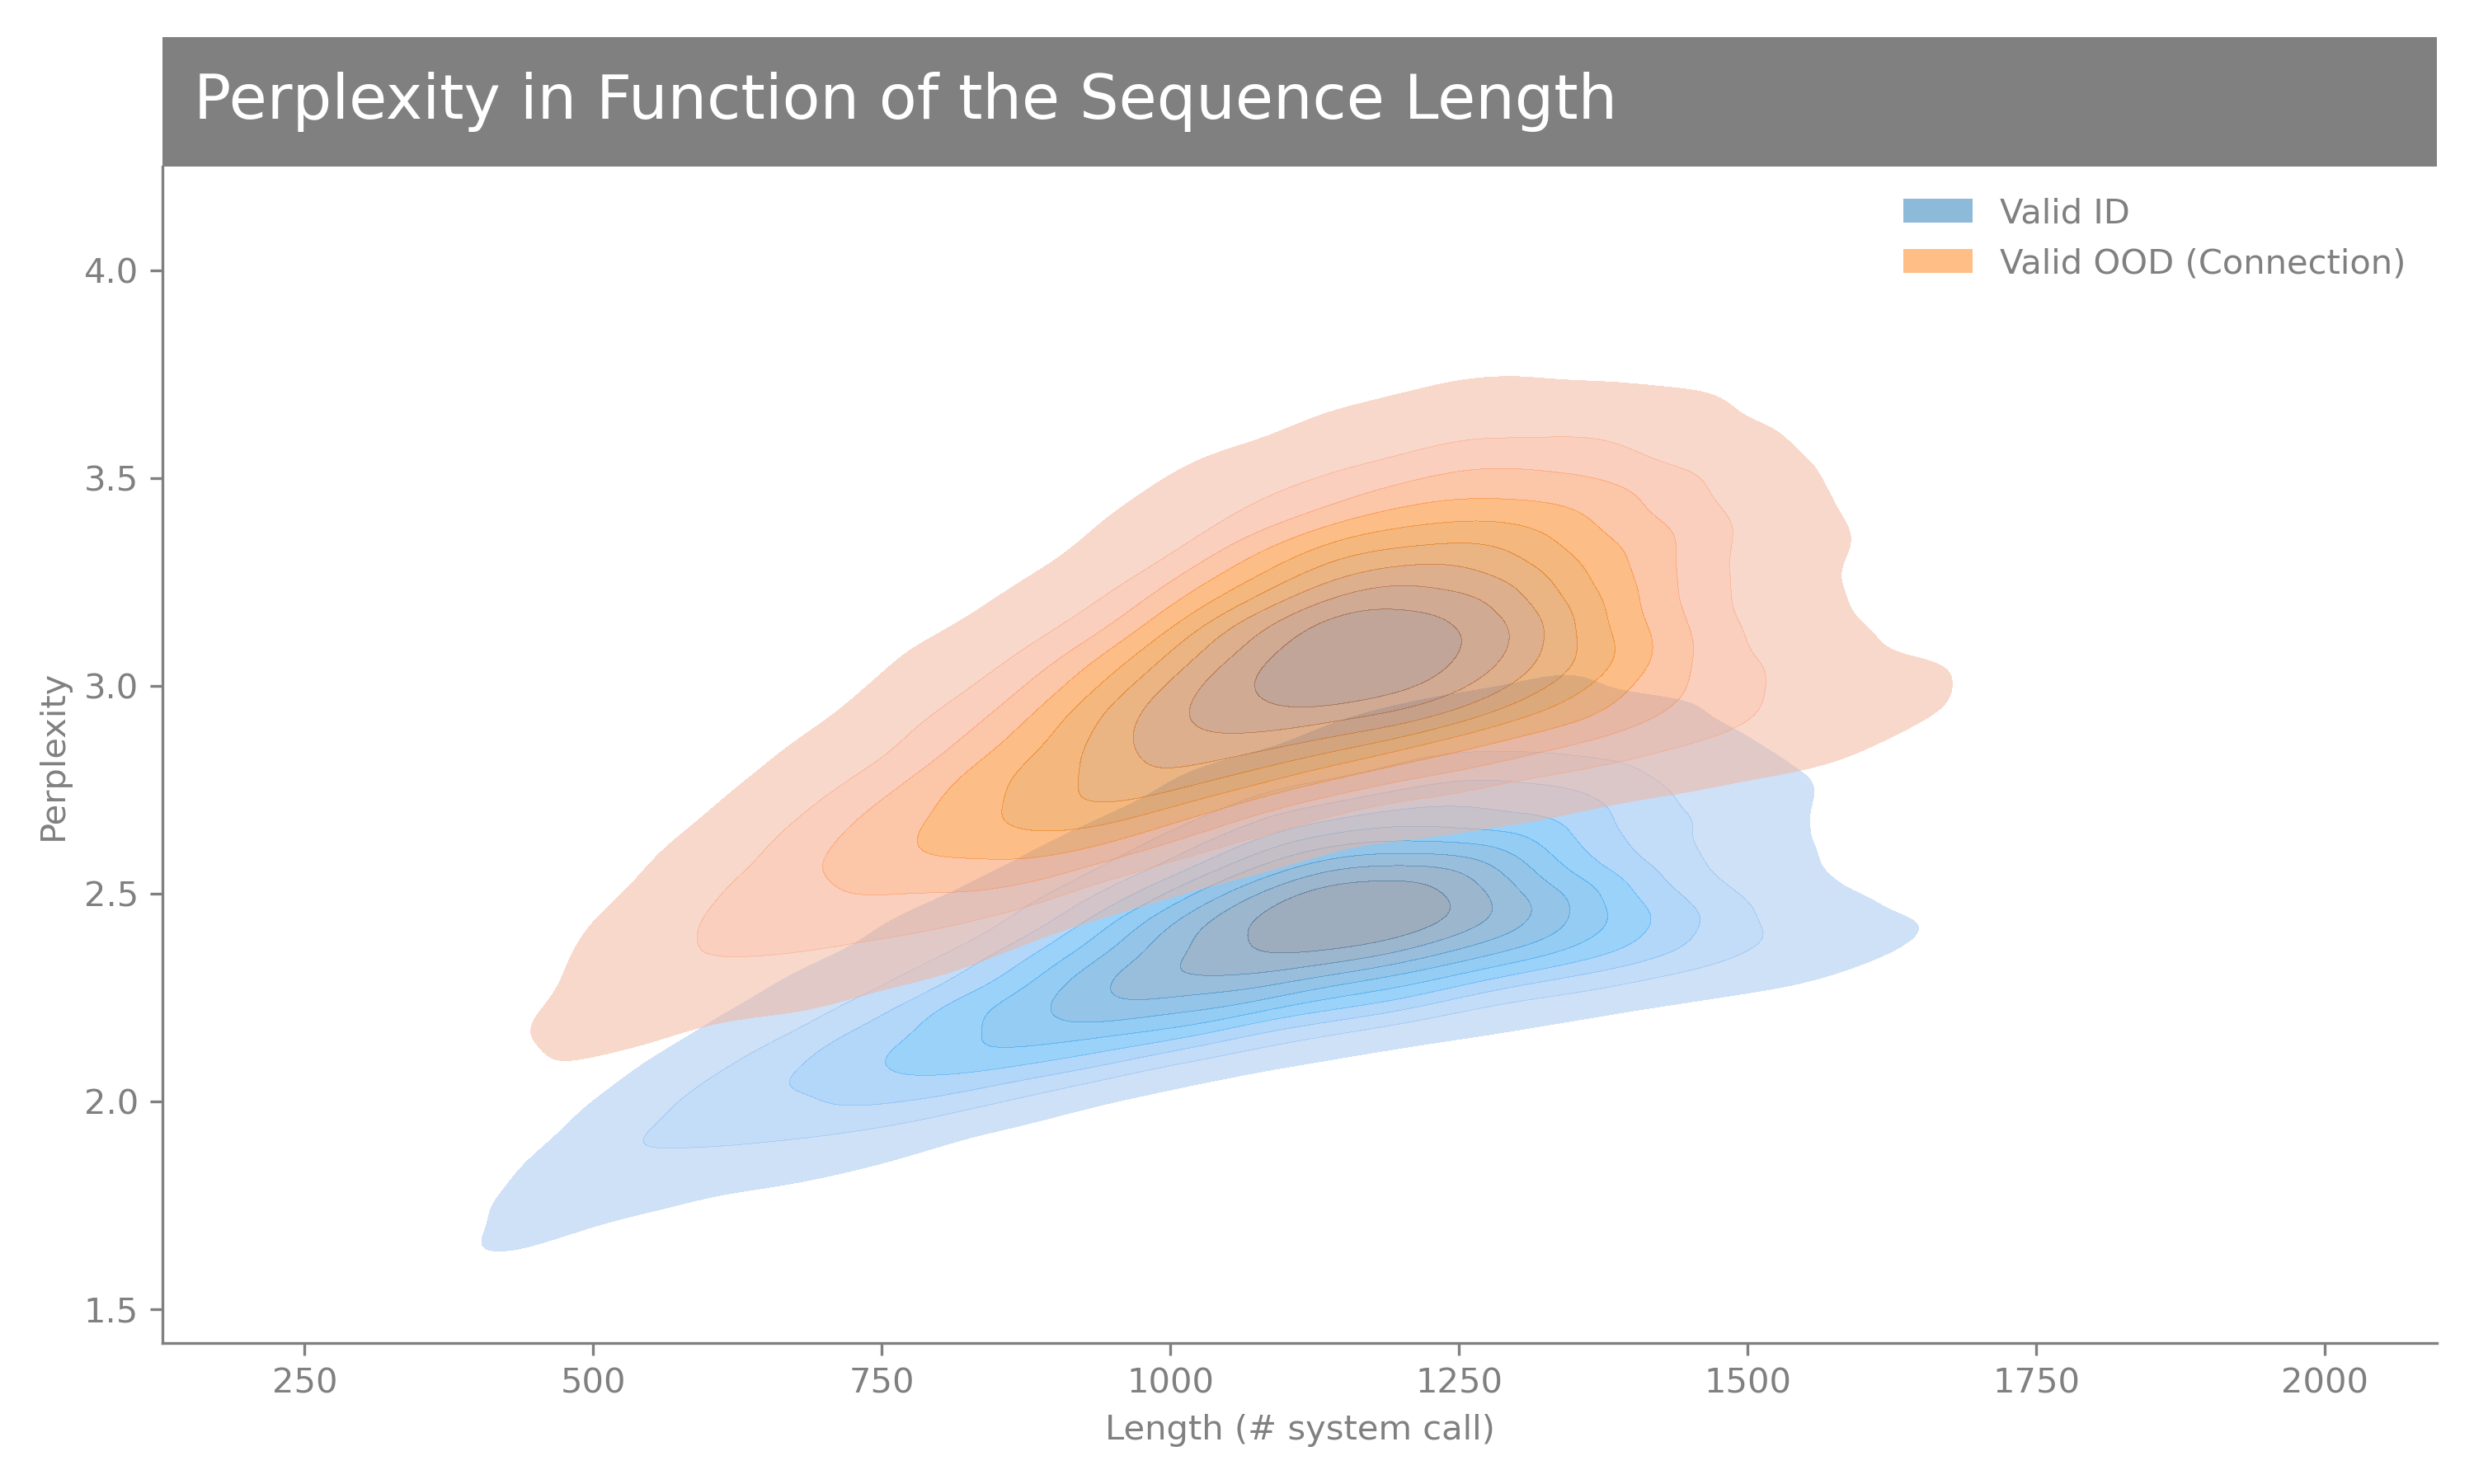 Perplexity in Function of the Sequence Length
Valid ID
Valid OOD (Connection)
4.0
3.5
3.0
2.5
2.0
1.5
Perplexity
250 500 750 1000 1250 1500 1750 2000
Length (# system call)